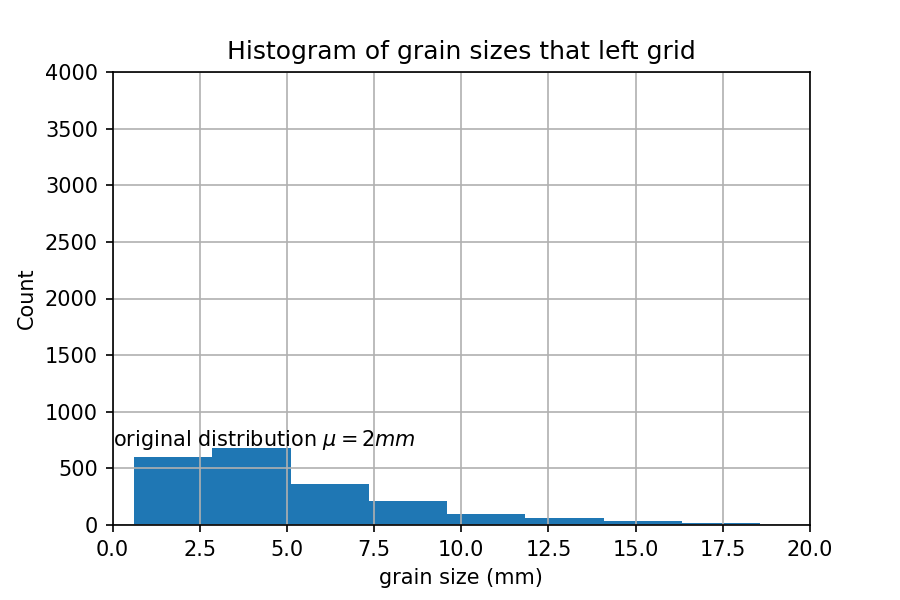 Histogram of grain sizes that left grid
4000
3500
3000
2500
2000
1500
1000
500
0
Count
original distribution μ = 2mm
0.0 2.5 5.0 7.5 10.0 12.5 15.0 17.5 20.0
grain size (mm)